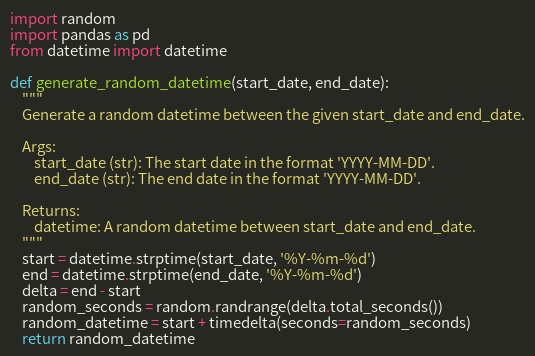 import random
import pandas as pd
from datetime import datetime

def generate_random_datetime(start_date, end_date):
    """
    Generate a random datetime between the given start_date and end_date.

    Args:
        start_date (str): The start date in the format 'YYYY-MM-DD'.
        end_date (str): The end date in the format 'YYYY-MM-DD'.

    Returns:
        datetime: A random datetime between start_date and end_date.
    """
    start = datetime.strptime(start_date, '%Y-%m-%d')
    end = datetime.strptime(end_date, '%Y-%m-%d')
    delta = end - start
    random_seconds = random.randrange(delta.total_seconds())
    random_datetime = start + timedelta(seconds=random_seconds)
    return random_datetime